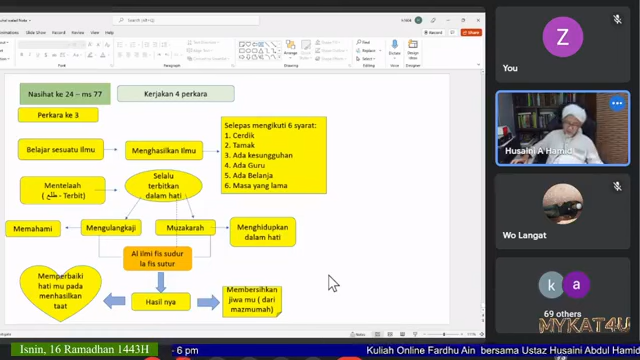 Nasihat ke 24 – ms 77
Kerjakan 4 perkara
Perkara ke 3
Belajar sesuatu Ilmu
Menghasilkan Ilmu
Selepas mengikuti 6 syarat:
1. Cerdik
2. Tamak
3. Ada kesungguhan
4. Ada Guru
5. Ada Belanja
6. Masa yang lama
Mentelaah
( طلع - Terbit)
Selalu
terbitkan
dalam hati
Memahami
Mengulangkaji
Muzakarah
Menghidupkan
dalam hati
Al ilmi fis sudur
la fis sutur
Memperbaiki
hati mu pada
menhasilkan
taat
Hasil nya
Membersihkan
jiwa mu ( dari
mazmumah)
Z
You
Husaini A'Hamid
Wo Langat
k
a
69 others
MYKAT4U
Isnin, 16 Ramadhan 1443H
- 6 pm
Kuliah Online Fardhu Ain bersama Ustaz Husaini Abdul Hamid